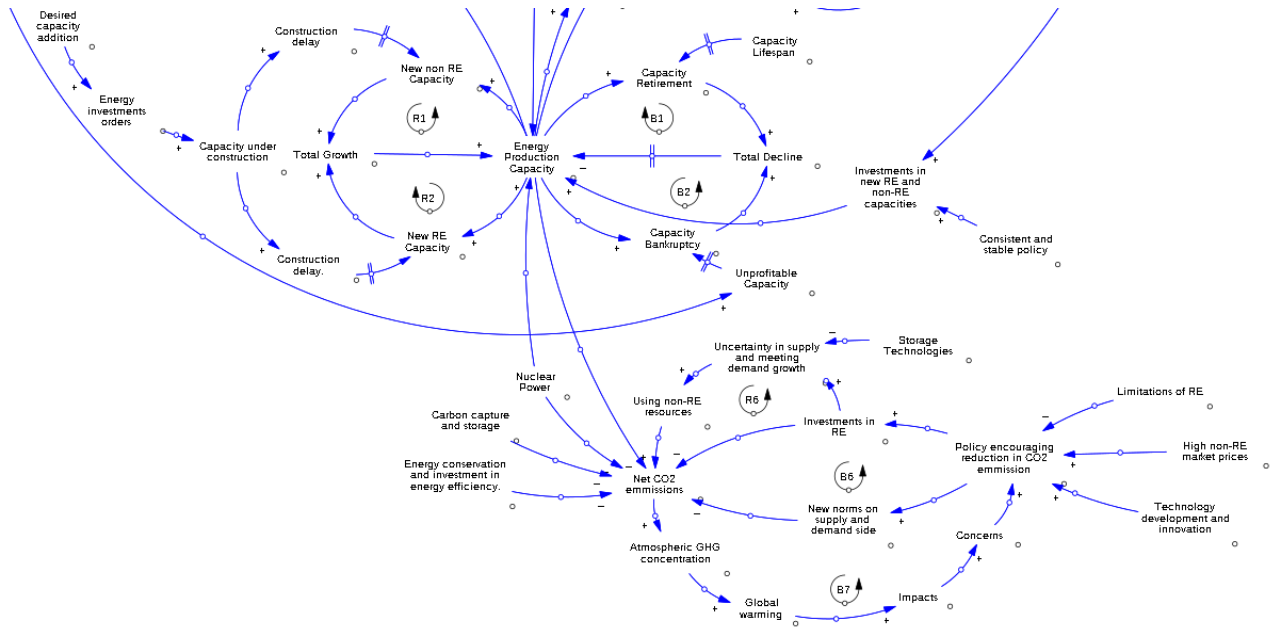 Desired
capacity
addition
Construction
delay
Capacity
Lifespan
New non RE
Capacity
Capacity
Retirement
Energy
investments
orders
R1
B1
Capacity under
construction
Total Growth
Energy
Production
Capacity
Total Decline
Investments in
new RE and
non-RE
capacities
R2
B2
New RE
Capacity
Capacity
Bankruptcy
Consistent and
stable policy
Construction
delay.
Unprofitable
Capacity
Uncertainty in supply
and meeting
demand growth
Storage
Technologies
Nuclear
Power
Using non-RE
resources
R6
Limitations of RE
Carbon capture
and storage
Investments in
RE
Policy encouraging
reduction in CO2
emmission
High non-RE
market prices
Energy conservation
and investment in
energy efficiency.
Net CO2
emmissions
B6
New norms on
supply and
demand side
Technology
development and
innovation
Concerns
Atmospheric GHG
concentration
B7
Impacts
Global
warming